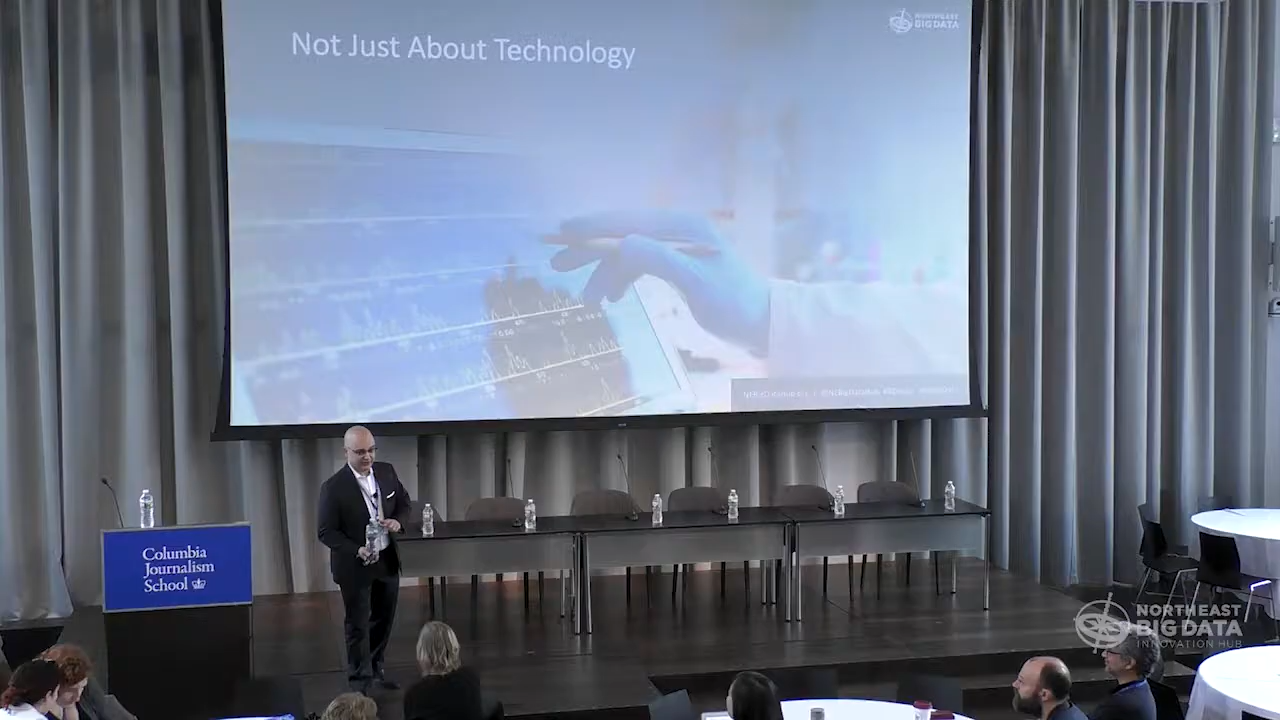 Not Just About Technology
NORTHEAST
BIG DATA
Columbia
Journalism
School
NORTHEAST
BIG DATA
INNOVATION HUB